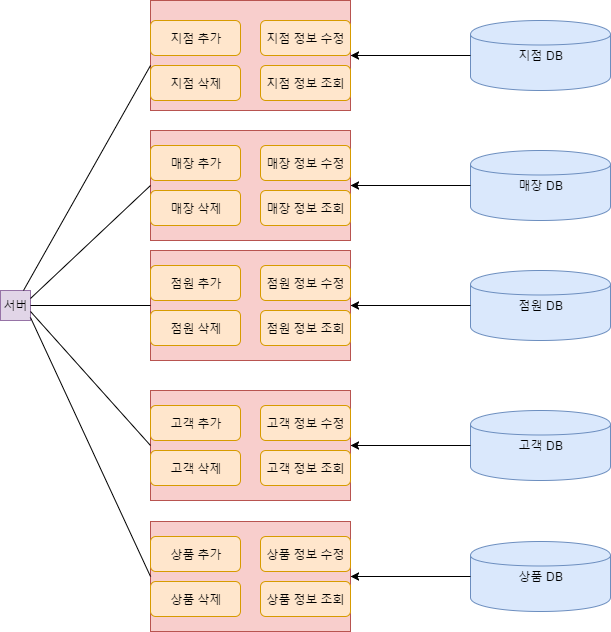 지점 추가
지점 정보 수정
지점 삭제
지점 정보 조회
지점 DB
매장 추가
매장 정보 수정
매장 삭제
매장 정보 조회
매장 DB
서버
점원 추가
점원 정보 수정
점원 삭제
점원 정보 조회
점원 DB
고객 추가
고객 정보 수정
고객 삭제
고객 정보 조회
고객 DB
상품 추가
상품 정보 수정
상품 삭제
상품 정보 조회
상품 DB